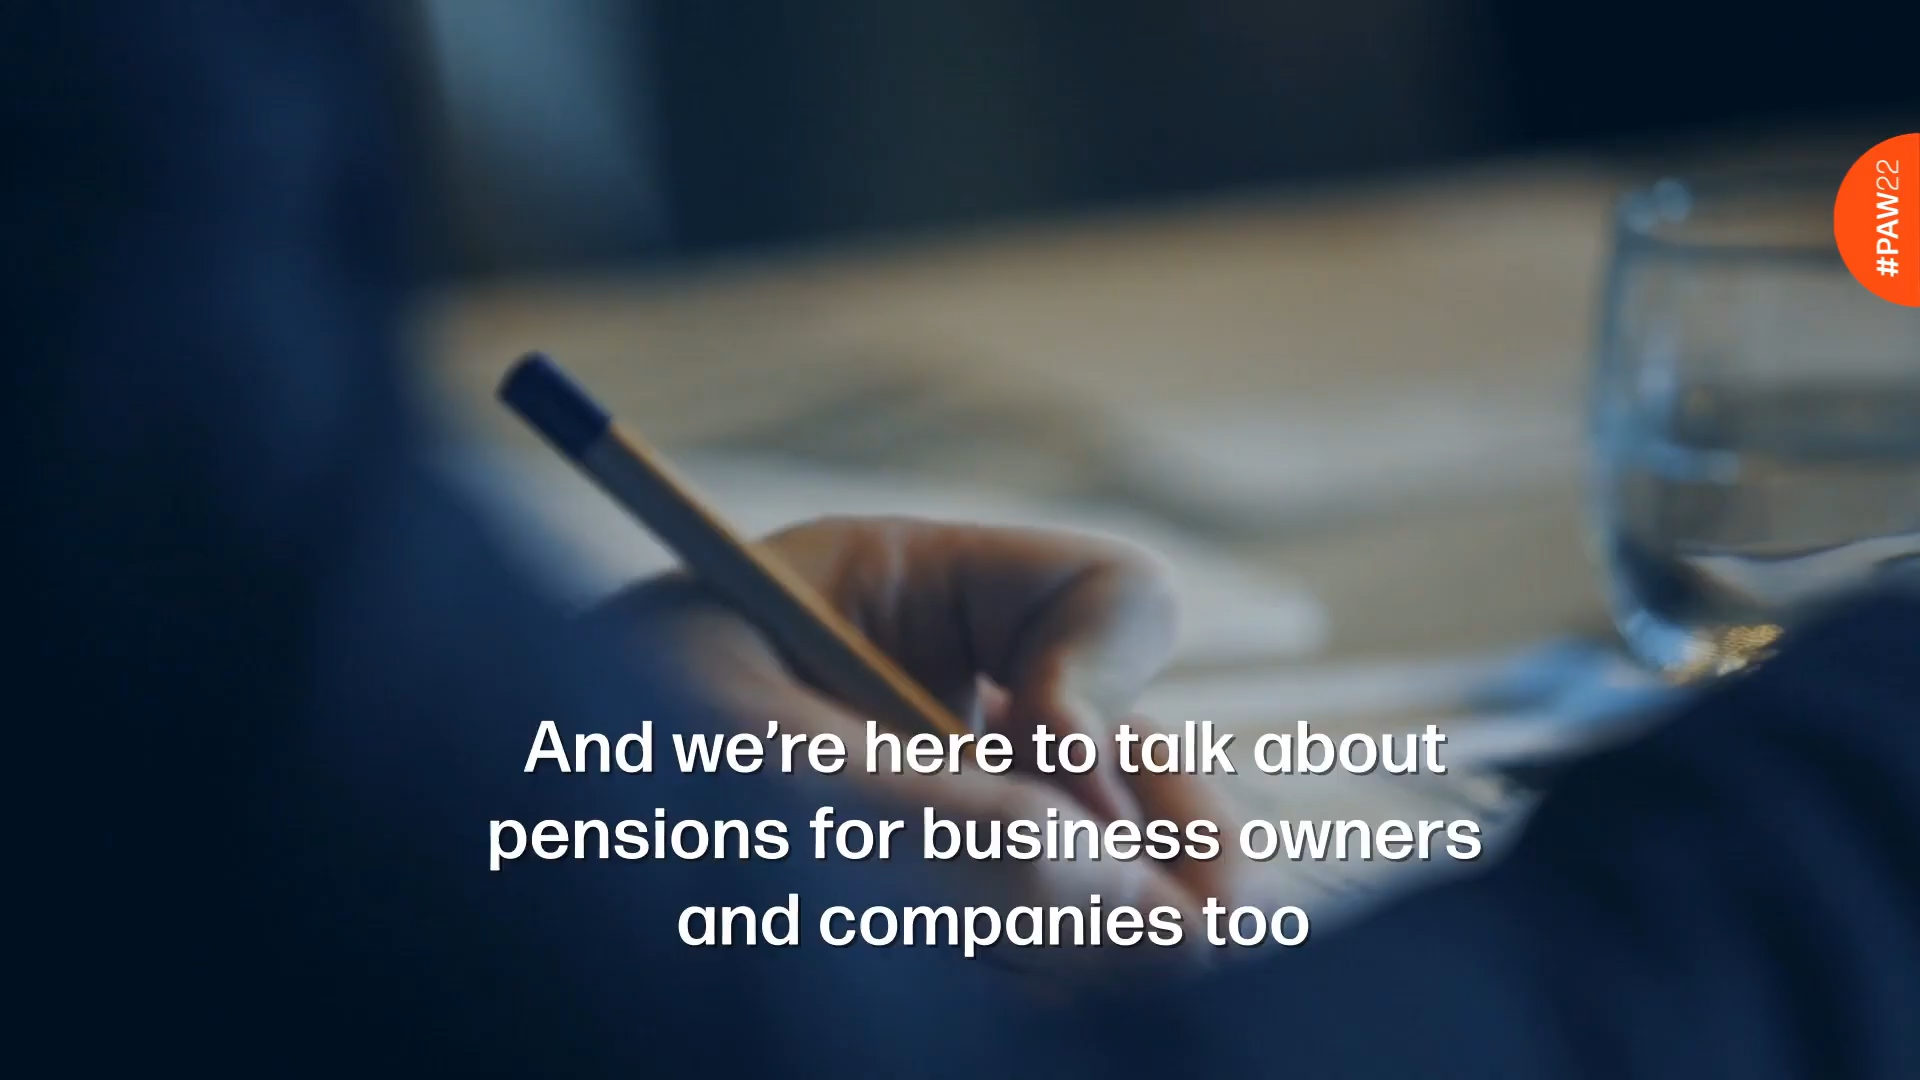 #PAW22
And we’re here to talk about
pensions for business owners
and companies too